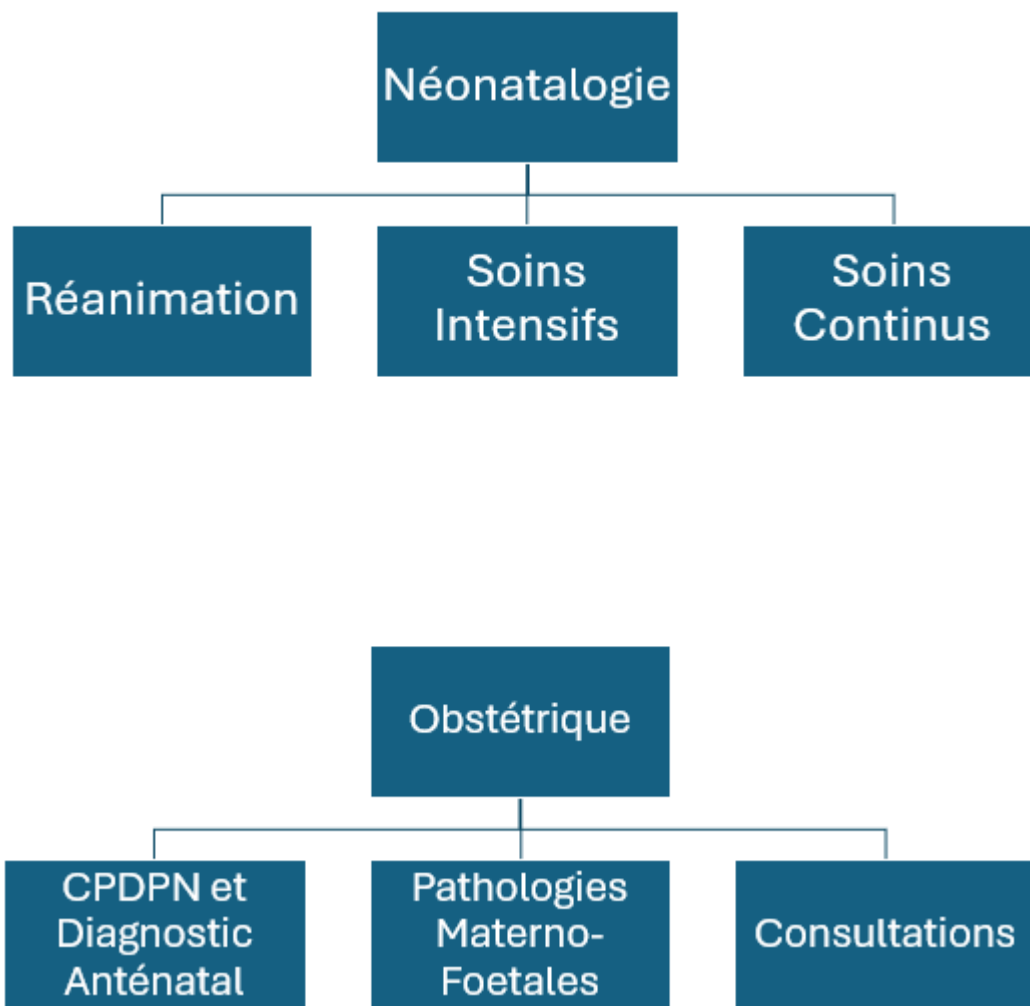 Néonatalogie
Réanimation
Soins
Intensifs
Soins
Continus
Obstétrique
CPDPN et
Diagnostic
Anténatal
Pathologies
Materno-
Foetales
Consultations